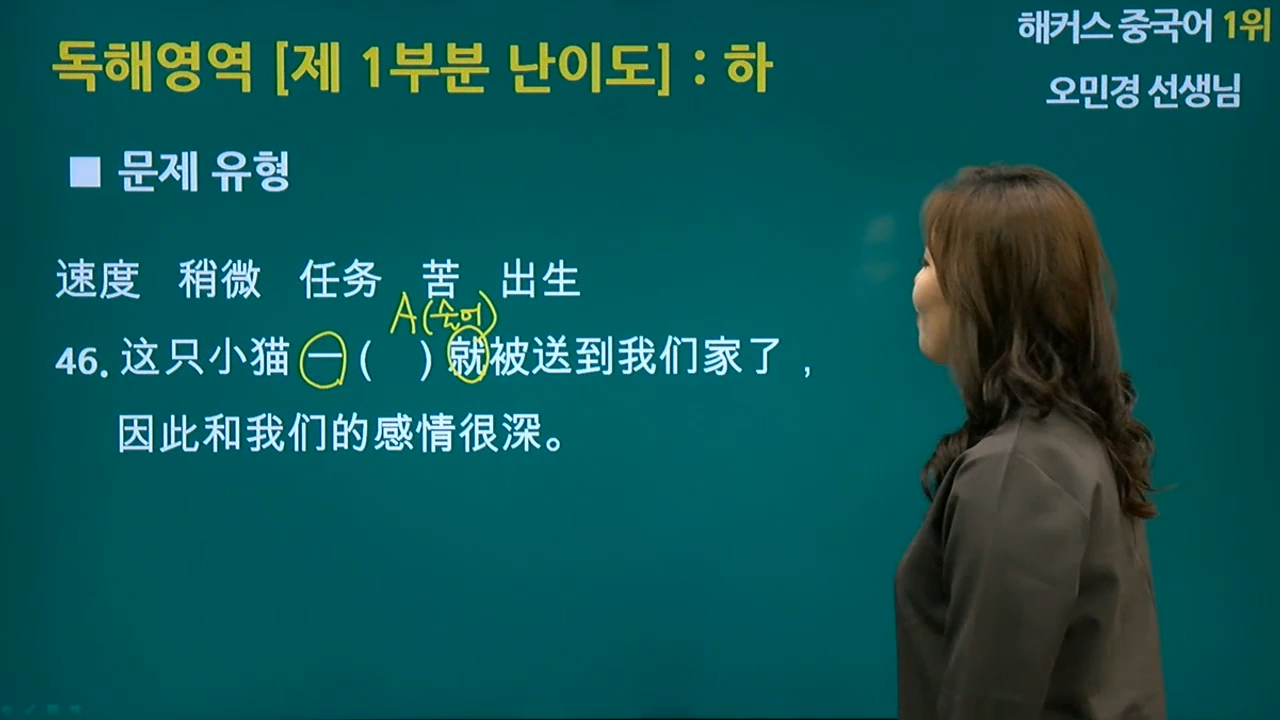 해커스 중국어 1위
독해영역 [제 1부분 난이도] : 하
오민경 선생님
■ 문제 유형
速度 稍微 任务 苦 出生
A(술어)
46. 这只小猫 一 ( ) 就被送到我们家了，
因此和我们的感情很深。